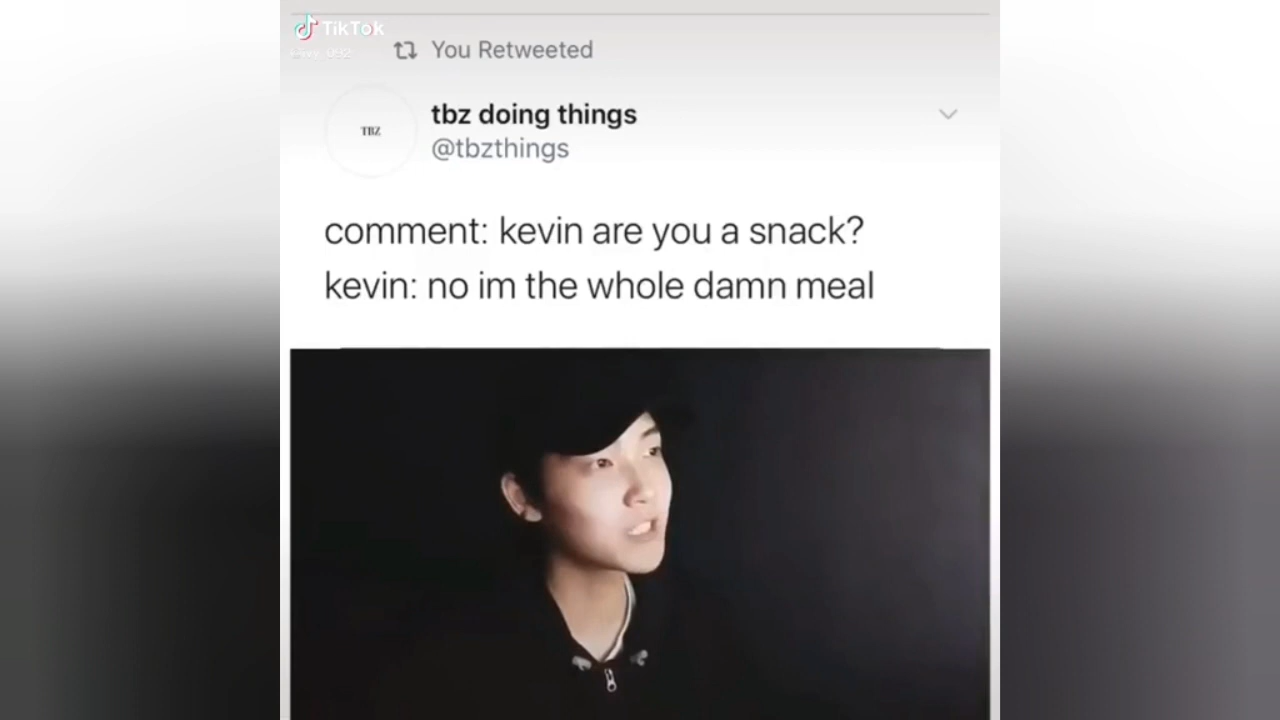 TikTok
You Retweeted
TBZ
tbz doing things
@tbzthings
comment: kevin are you a snack?
kevin: no im the whole damn meal